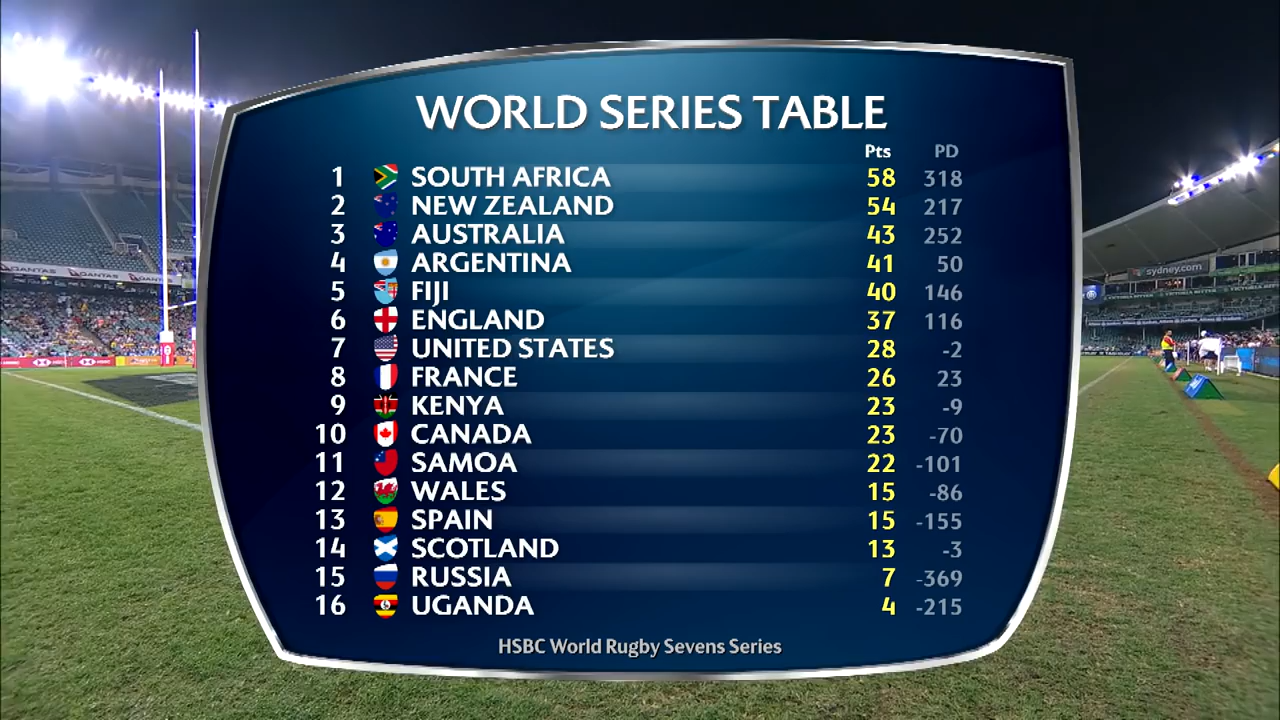 WORLD SERIES TABLE
Pts PD
1 SOUTH AFRICA 58 318
2 NEW ZEALAND 54 217
3 AUSTRALIA 43 252
4 ARGENTINA 41 50
5 FIJI 40 146
6 ENGLAND 37 116
7 UNITED STATES 28 -2
8 FRANCE 26 23
9 KENYA 23 -9
10 CANADA 23 -70
11 SAMOA 22 -101
12 WALES 15 -86
13 SPAIN 15 -155
14 SCOTLAND 13 -3
15 RUSSIA 7 -369
16 UGANDA 4 -215
HSBC World Rugby Sevens Series
QANTAS
QANTAS
sydney.com